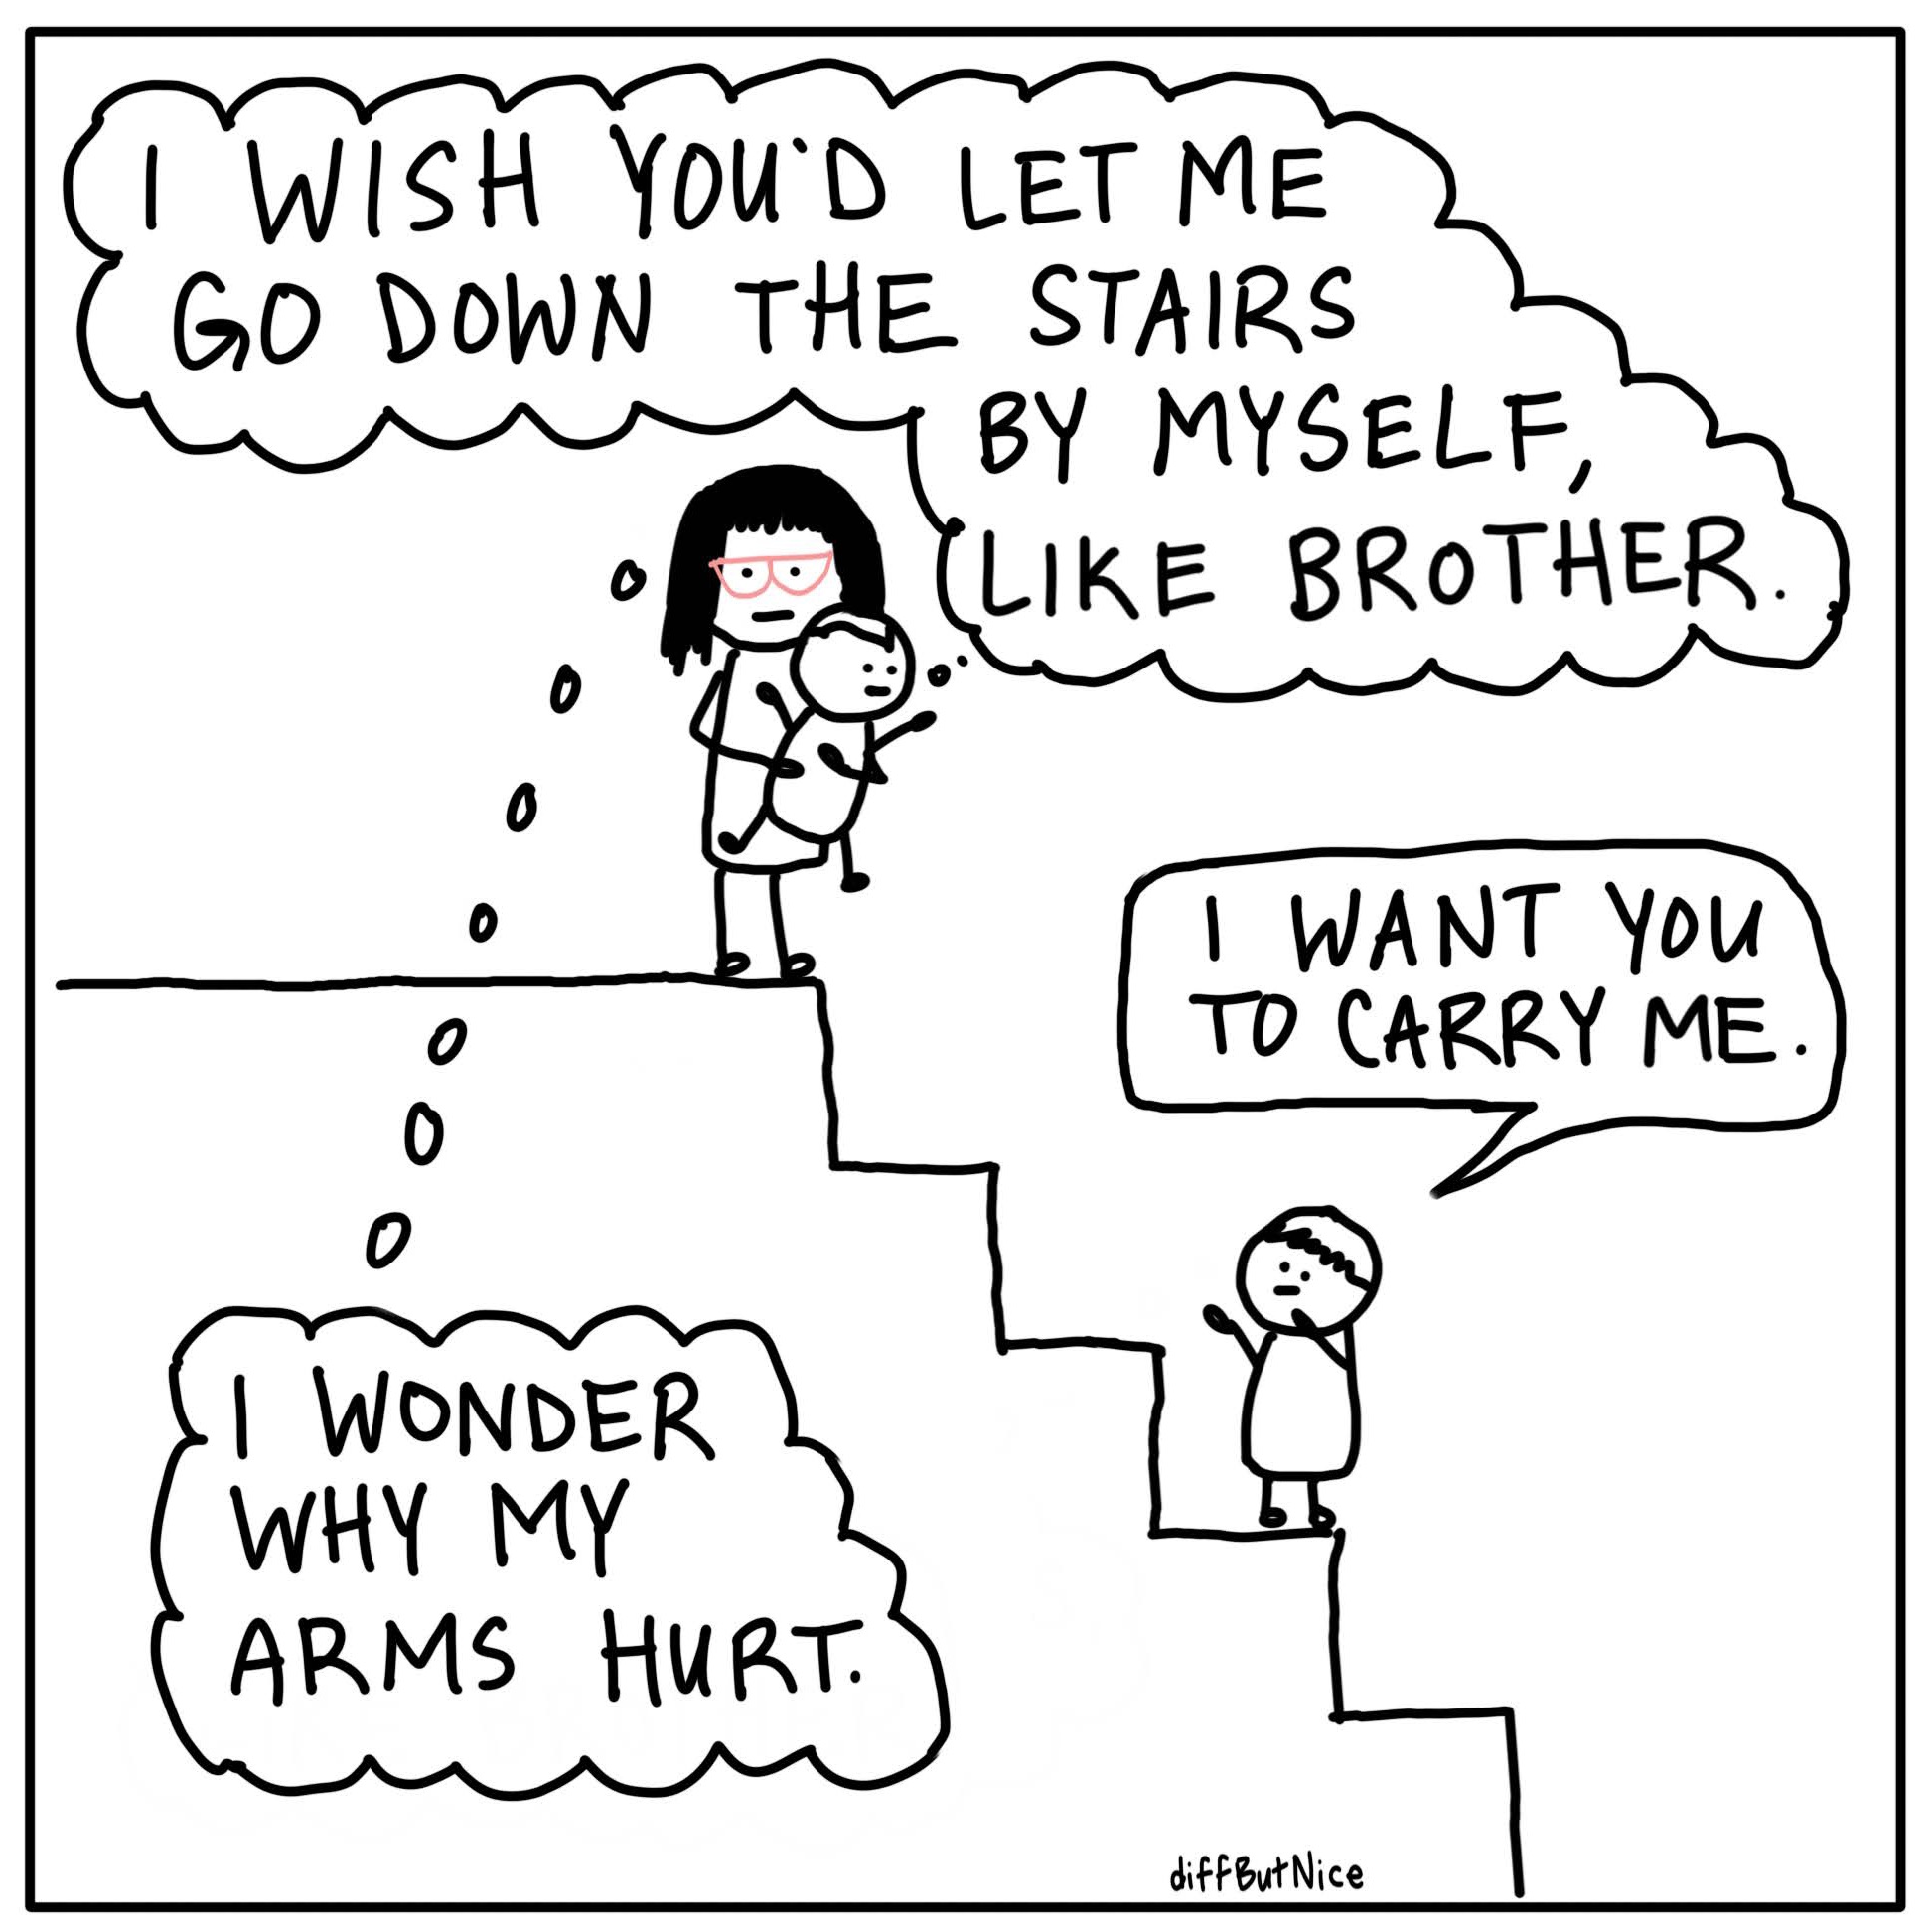 I WISH YOU'D LET ME
GO DOWN THE STAIRS
BY MYSELF,
LIKE BROTHER.
I WANT YOU
TO CARRY ME.
I WONDER
WHY MY
ARMS HURT.
diffButNice